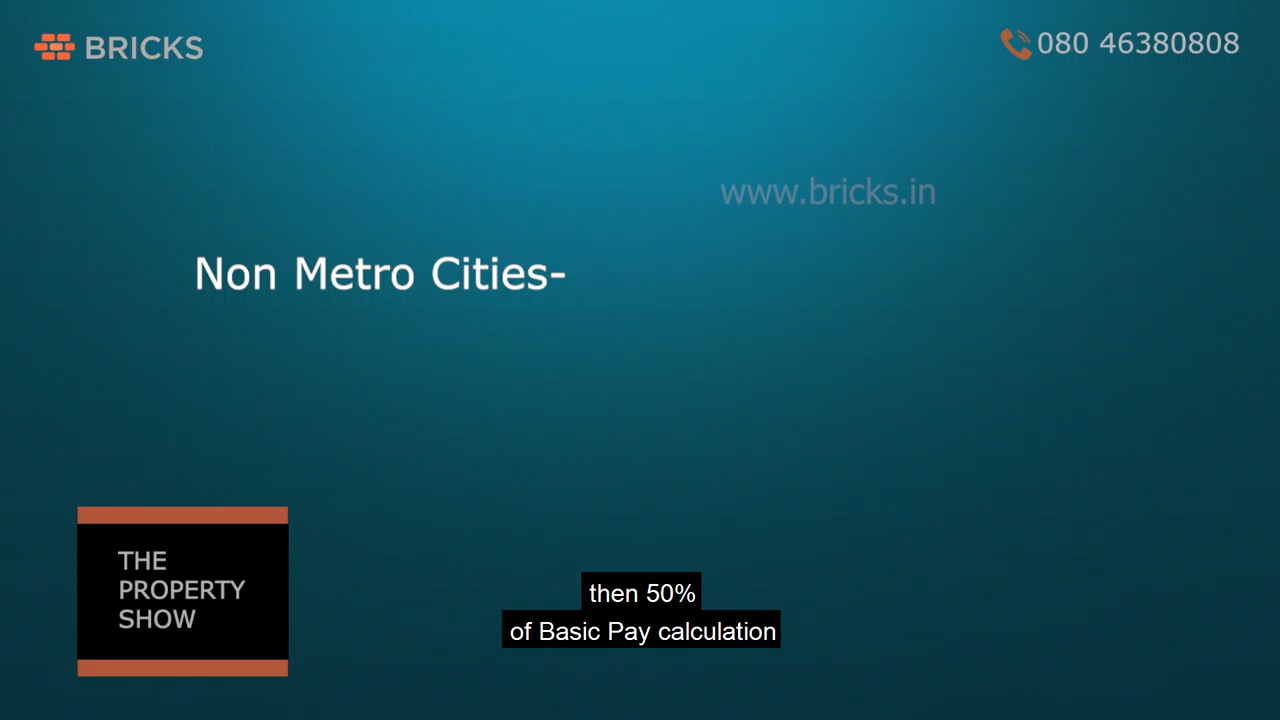 BRICKS
080 46380808
www.bricks.in
Non Metro Cities-
THE
PROPERTY
SHOW
then 50%
of Basic Pay calculation